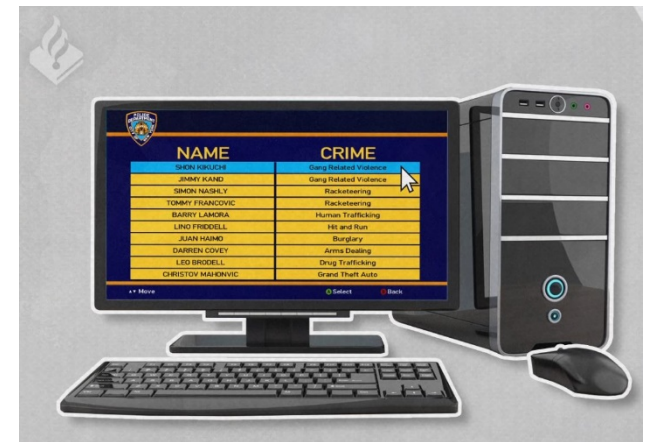 NAME CRIME
SHON KIKUCHI Gang Related Violence
JIMMY KAND Gang Related Violence
SIMON NASHLY Racketeering
TOMMY FRANCOVIC Racketeering
BARRY LAMORA Human Trafficking
LINO FRIDDELL Hit and Run
JUAN HAIMO Burglary
DARREN COVEY Arms Dealing
LEO BRODELL Drug Trafficking
CHRISTOV MAHONVIC Grand Theft Auto
Move Select Back